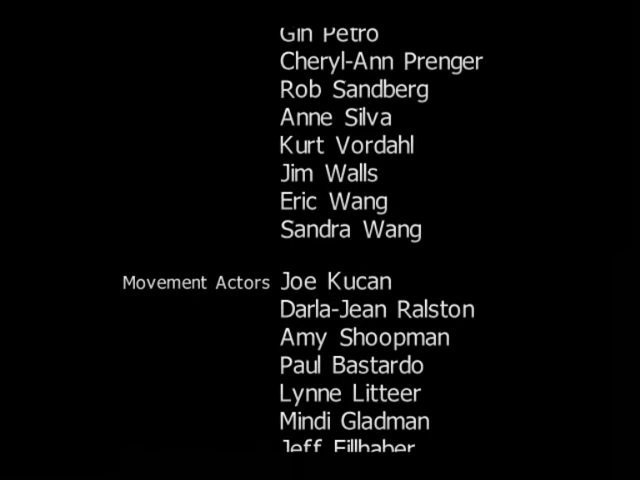 Gin Petro
Cheryl-Ann Prenger
Rob Sandberg
Anne Silva
Kurt Vordahl
Jim Walls
Eric Wang
Sandra Wang
Movement Actors Joe Kucan
Darla-Jean Ralston
Amy Shoopman
Paul Bastardo
Lynne Litteer
Mindi Gladman
Jeff Fillhaber